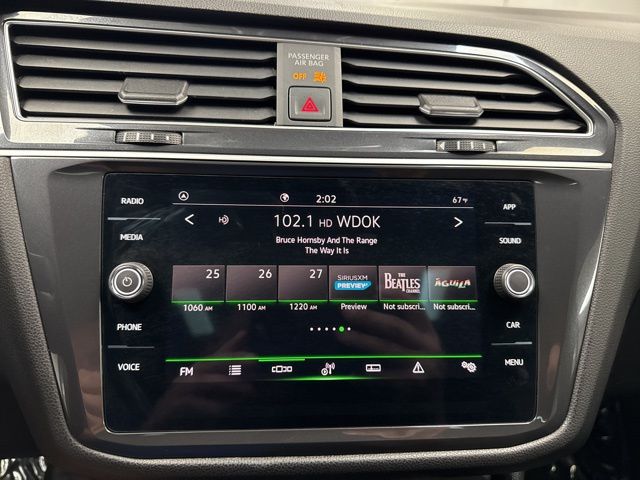 PASSENGER
AIR BAG
OFF
RADIO
MEDIA
PHONE
VOICE
2:02
67°F
102.1 HD WDOK
Bruce Hornsby And The Range
The Way It Is
25 26 27
SIRIUSXM
PREVIEW
THE
BEATLES
CHANNEL
ÁGUILA
1060 AM 1100 AM 1220 AM Preview Not subscri... Not subscri...
FM
APP
SOUND
CAR
MENU